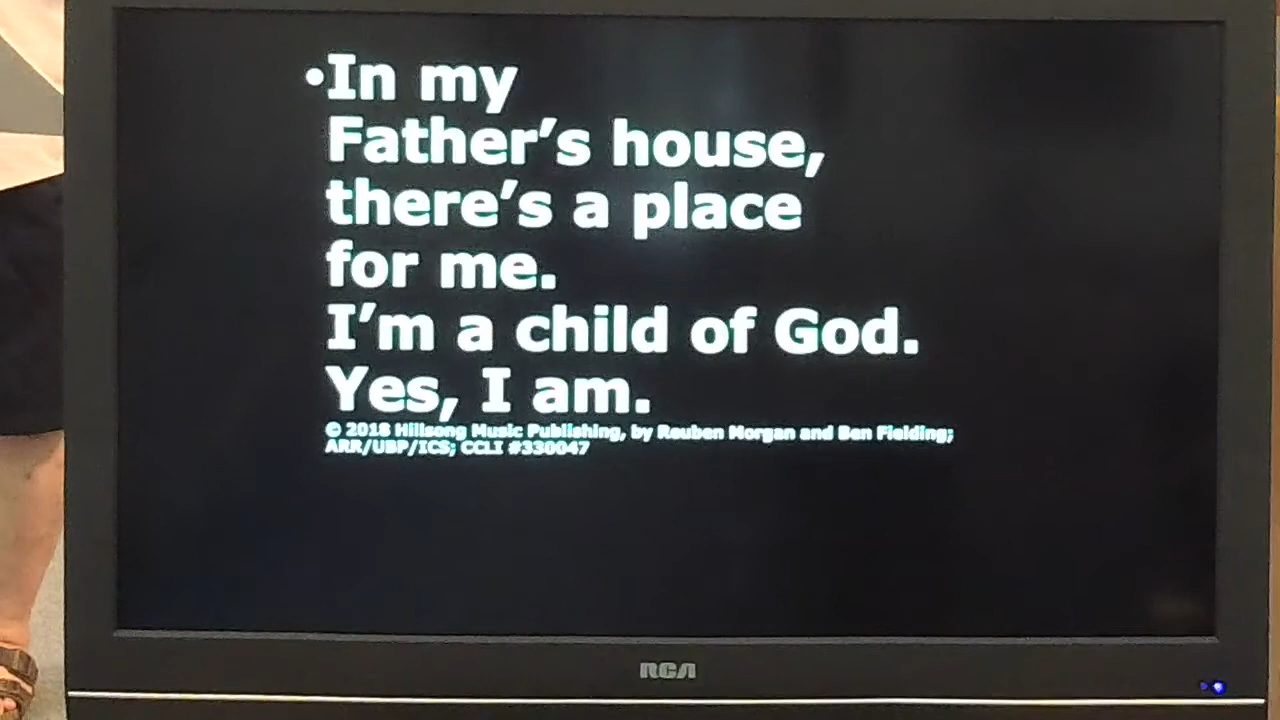 •In my
Father’s house,
there’s a place
for me.
I’m a child of God.
Yes, I am.
© 2018 Hillsong Music Publishing, by Reuben Morgan and Ben Fielding;
ARR/UBP/ICS; CCLI #330047
RCA